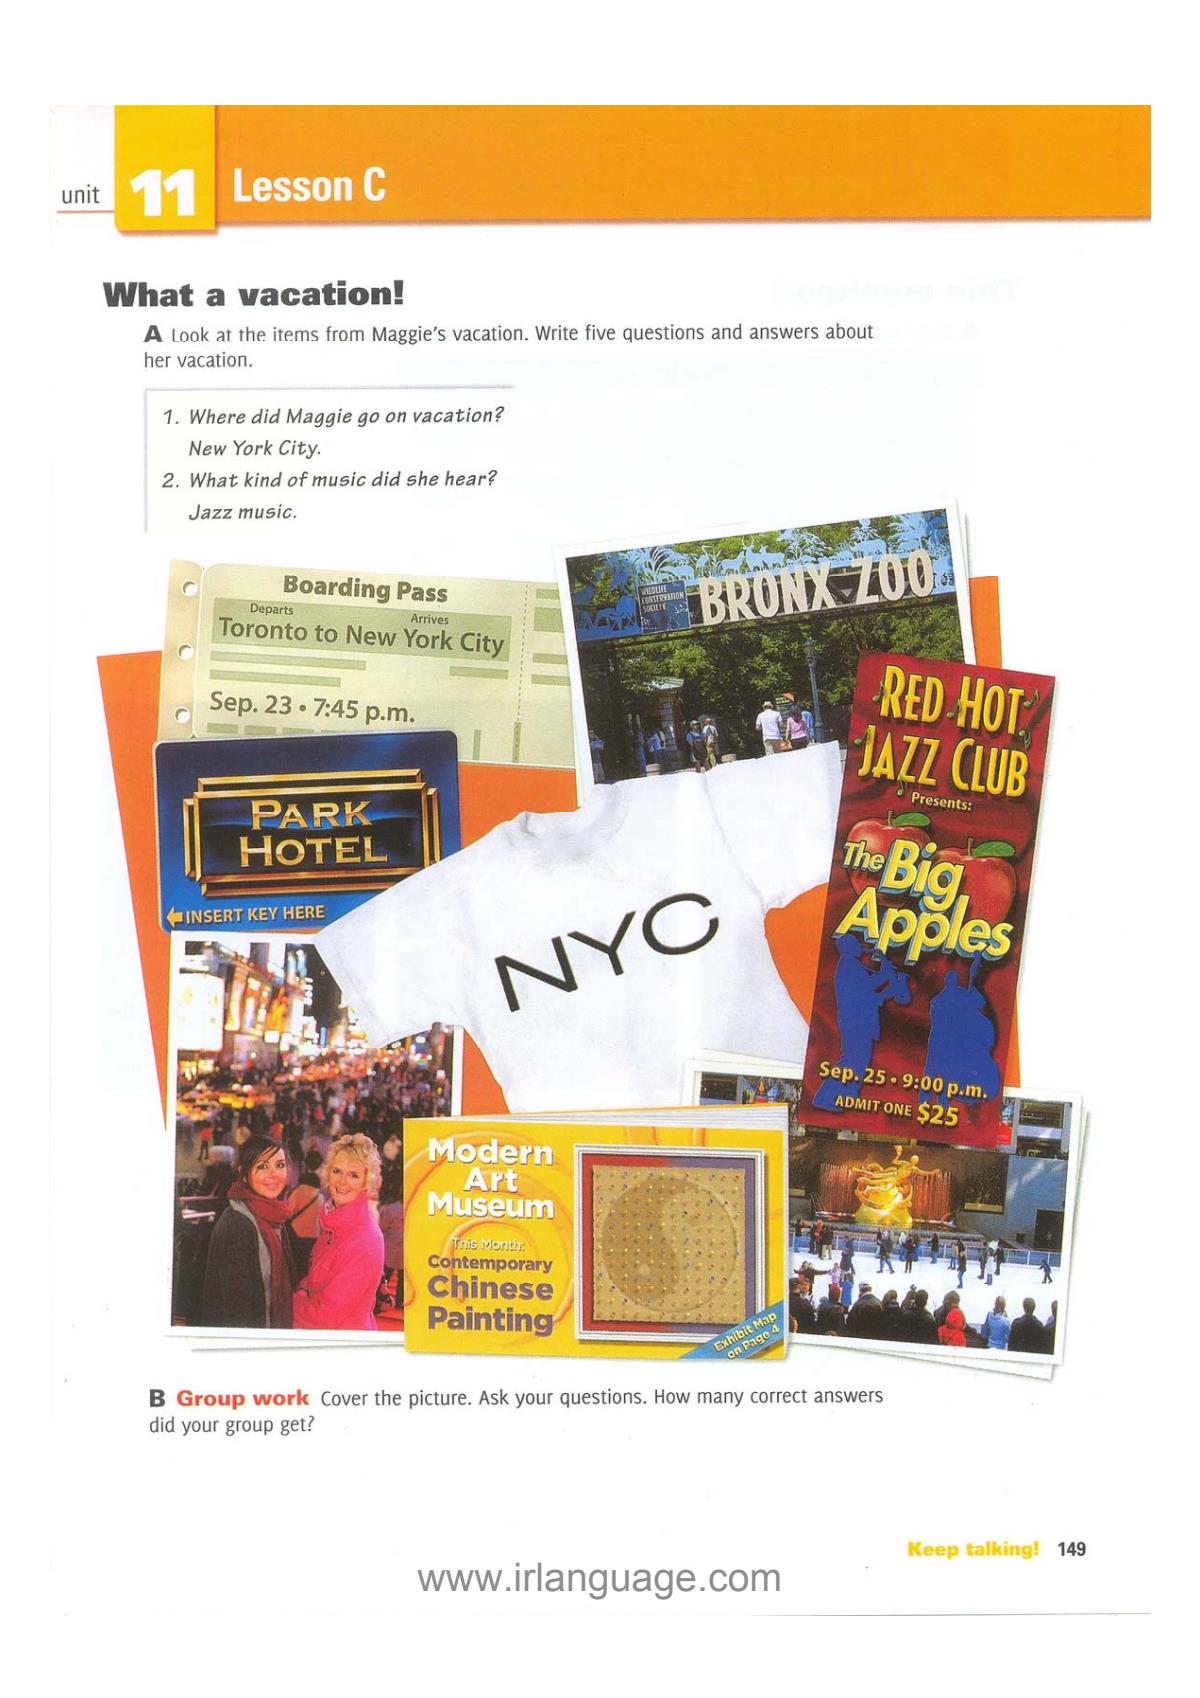 unit 11 Lesson C
What a vacation!
A Look at the items from Maggie's vacation. Write five questions and answers about
her vacation.
1. Where did Maggie go on vacation?
New York City.
2. What kind of music did she hear?
Jazz music.
Boarding Pass
Departs
Arrives
Toronto to New York City
Sep. 23 • 7:45 p.m.
WILDLIFE
CONSERVATION
SOCIETY
BRONX ZOO
RED HOT
JAZZ CLUB
Presents:
The Big
Apples
Sep. 25 • 9:00 p.m.
ADMIT ONE $25
PARK
HOTEL
INSERT KEY HERE
NYC
Modern
Art
Museum
This Month:
Contemporary
Chinese
Painting
Exhibit Map
on Page 4
B Group work Cover the picture. Ask your questions. How many correct answers
did your group get?
Keep talking! 149
www.irlanguage.com